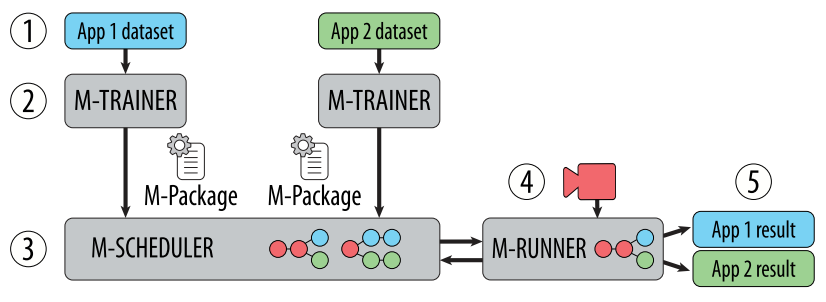 1
App 1 dataset
App 2 dataset
2
M-TRAINER
M-TRAINER
M-Package
M-Package
4
5
3
M-SCHEDULER
M-RUNNER
App 1 result
App 2 result